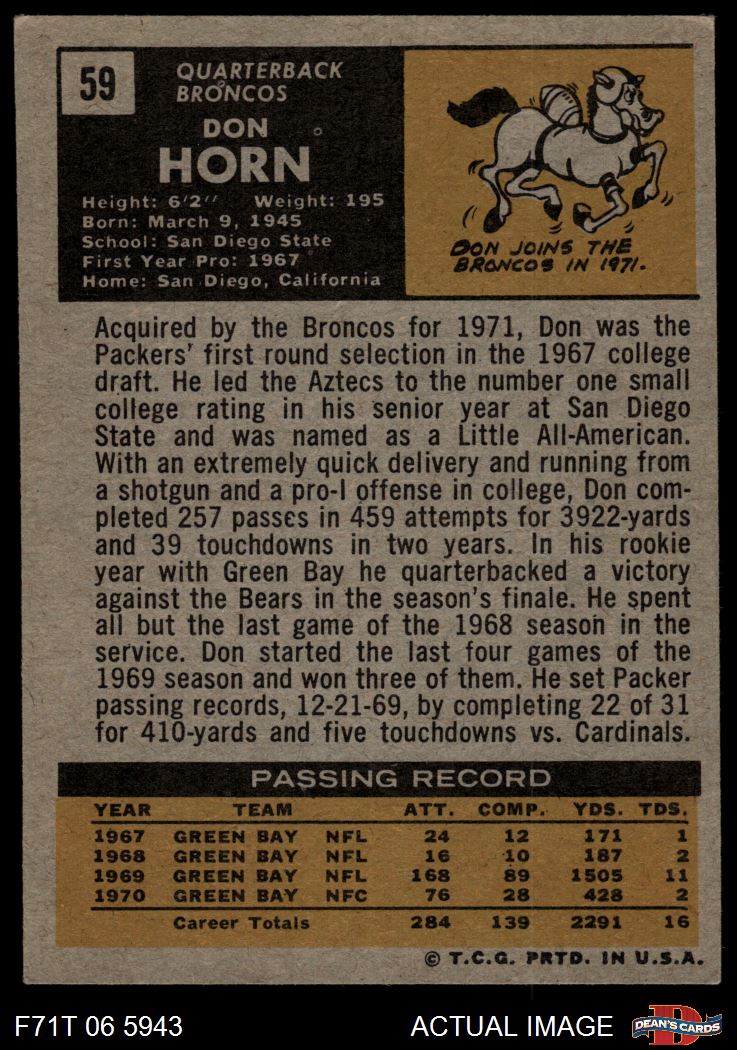 59
QUARTERBACK
BRONCOS
DON
HORN
Height: 6'2" Weight: 195
Born: March 9, 1945
School: San Diego State
First Year Pro: 1967
Home: San Diego, California
DON JOINS THE
BRONCOS IN 1971.
Acquired by the Broncos for 1971, Don was the
Packers' first round selection in the 1967 college
draft. He led the Aztecs to the number one small
college rating in his senior year at San Diego
State and was named as a Little All-American.
With an extremely quick delivery and running from
a shotgun and a pro-I offense in college, Don com-
pleted 257 passes in 459 attempts for 3922-yards
and 39 touchdowns in two years. In his rookie
year with Green Bay he quarterbacked a victory
against the Bears in the season's finale. He spent
all but the last game of the 1968 season in the
service. Don started the last four games of the
1969 season and won three of them. He set Packer
passing records, 12-21-69, by completing 22 of 31
for 410-yards and five touchdowns vs. Cardinals.
PASSING RECORD
YEAR TEAM ATT. COMP. YDS. TDS.
1967 GREEN BAY NFL 24 12 171 1
1968 GREEN BAY NFL 16 10 187 2
1969 GREEN BAY NFL 168 89 1505 11
1970 GREEN BAY NFC 76 28 428 2
Career Totals 284 139 2291 16
© T.C.G. PRTD. IN U.S.A.
F71T 06 5943 ACTUAL IMAGE DEAN'S CARDS